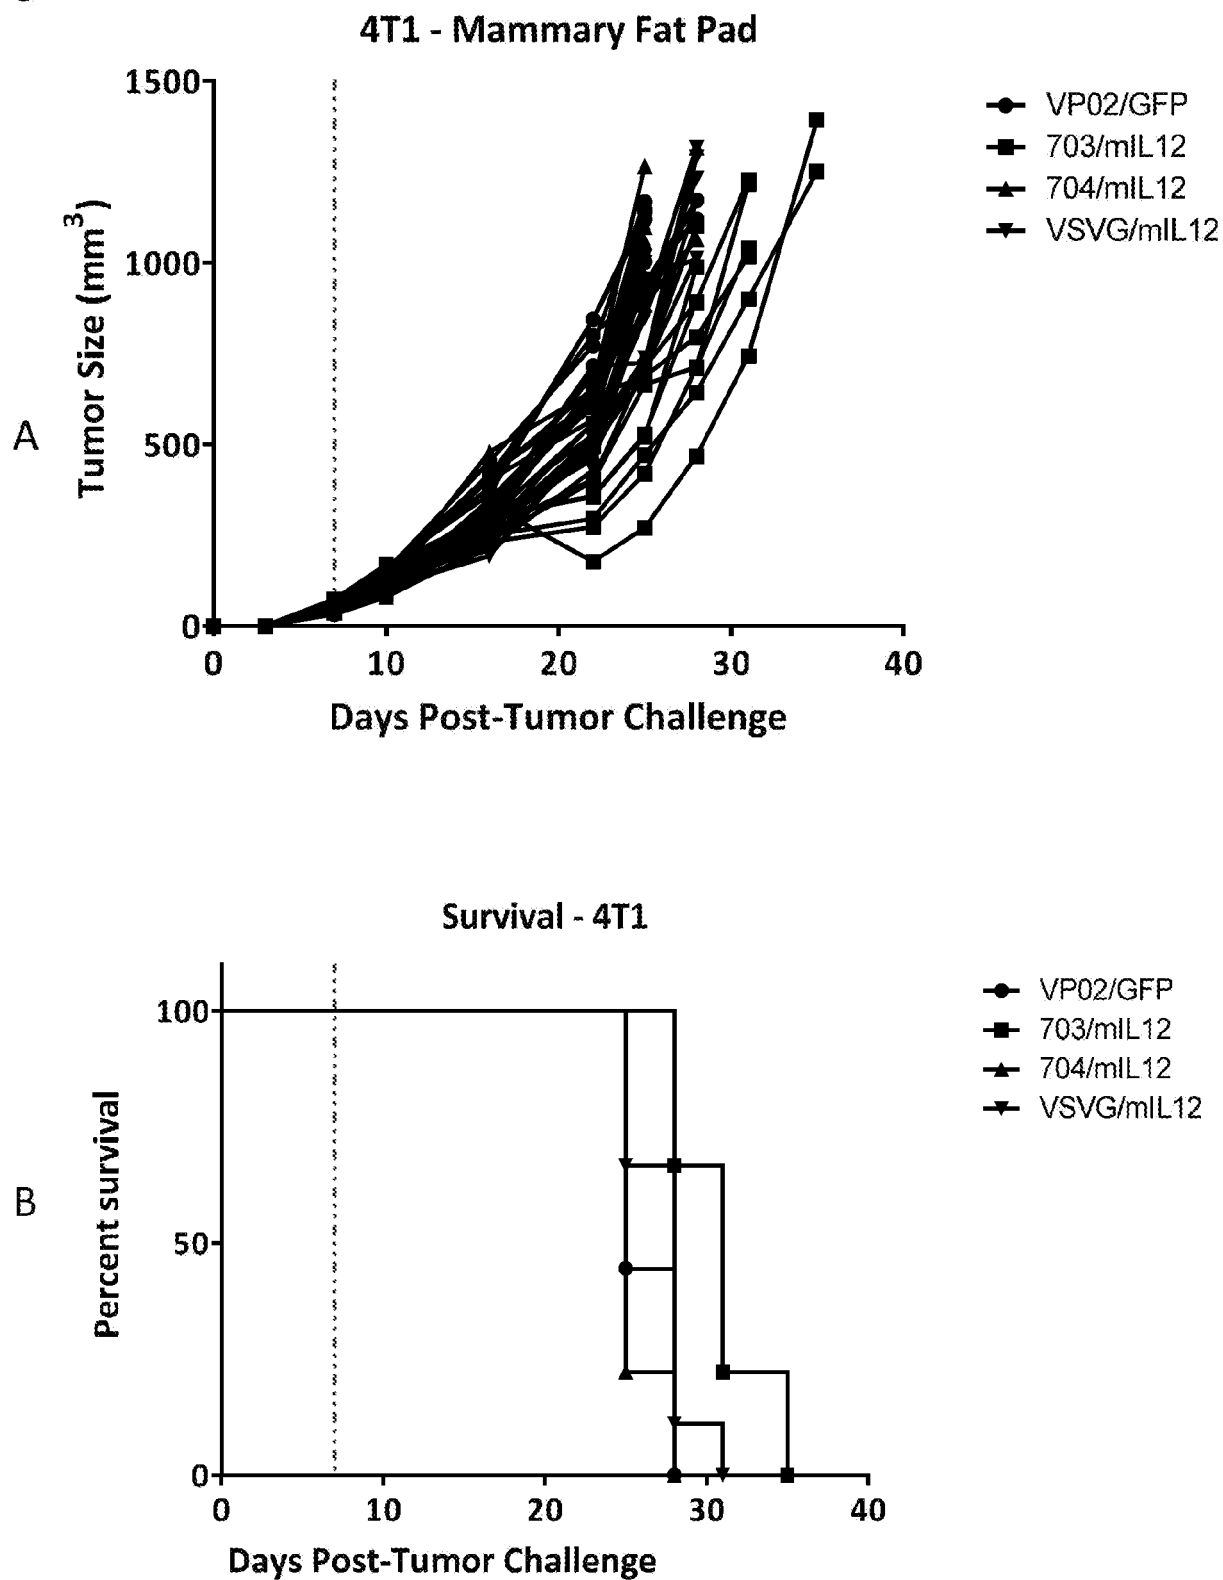 4T1 - Mammary Fat Pad
1500
1000
500
0
Tumor Size (mm³)
0 10 20 30 40
Days Post-Tumor Challenge
VP02/GFP
703/mIL12
704/mIL12
VSVG/mIL12
A
Survival - 4T1
100
50
0
Percent survival
0 10 20 30 40
Days Post-Tumor Challenge
VP02/GFP
703/mIL12
704/mIL12
VSVG/mIL12
B